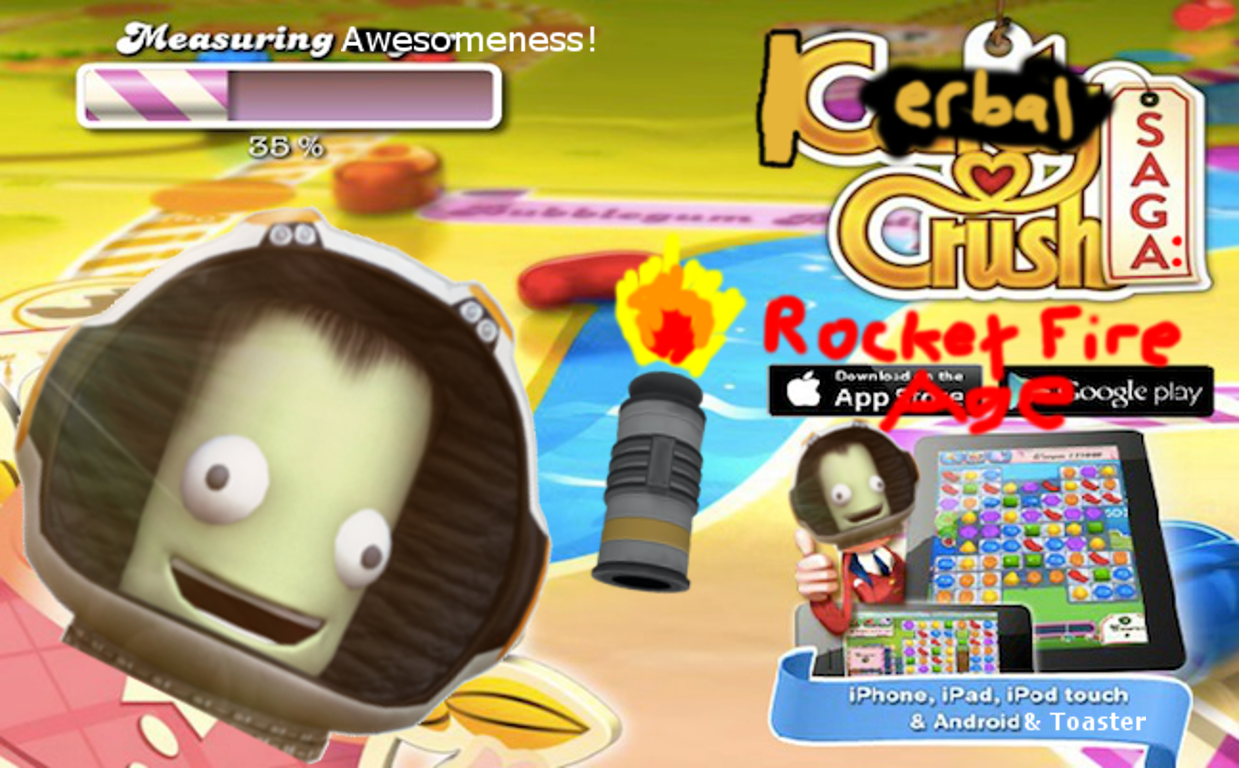 Measuring Awesomeness!
35 %
Kerbal
Crush
SAGA:
Rocket Fire
Age
Download on the
App Store
Google play
Bubblegum
iPhone, iPad, iPod touch
& Android & Toaster